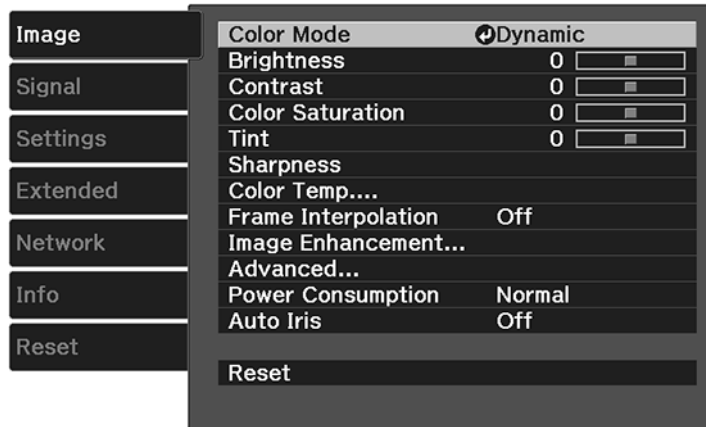 Image
Signal
Settings
Extended
Network
Info
Reset
Color Mode Dynamic
Brightness 0
Contrast 0
Color Saturation 0
Tint 0
Sharpness
Color Temp....
Frame Interpolation Off
Image Enhancement...
Advanced...
Power Consumption Normal
Auto Iris Off
Reset